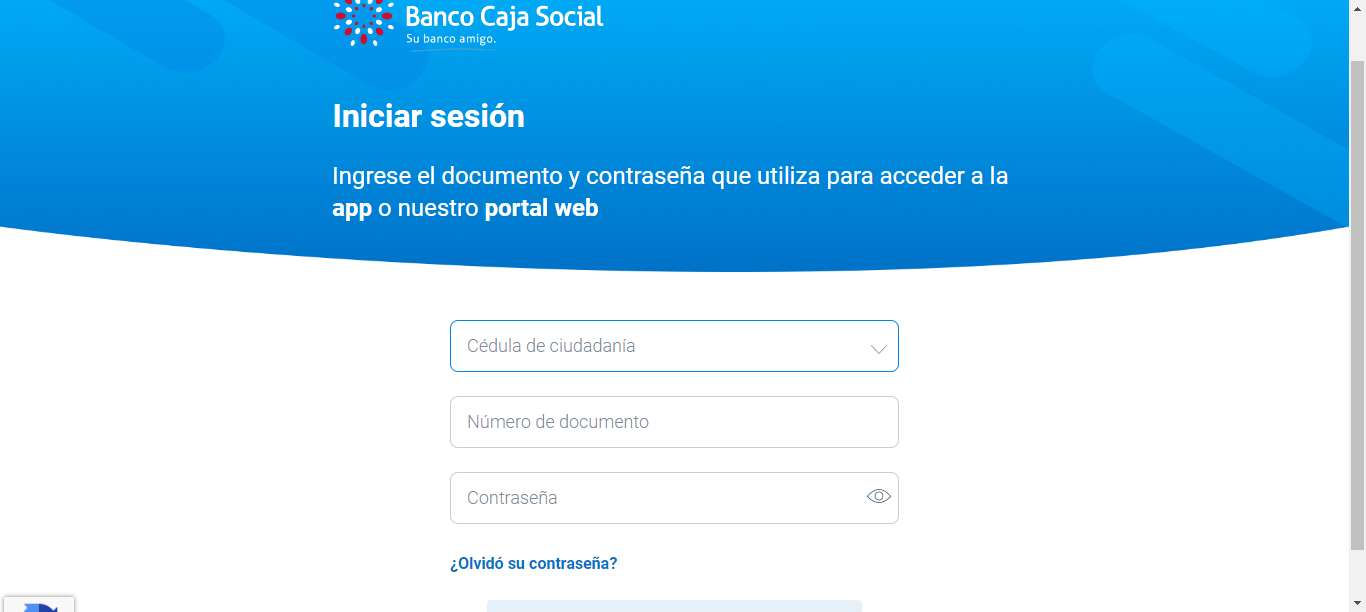 Banco Caja Social
Su banco amigo.
Iniciar sesión
Ingrese el documento y contraseña que utiliza para acceder a la
app o nuestro portal web
Cédula de ciudadanía
Número de documento
Contraseña
¿Olvidó su contraseña?